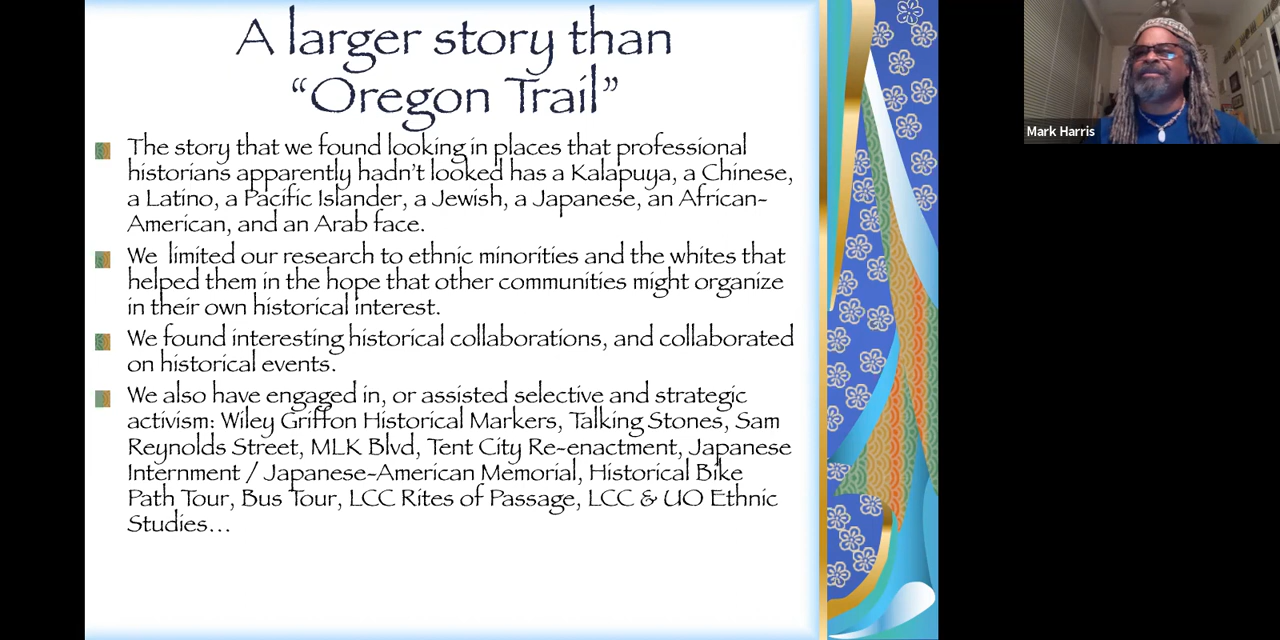 A larger story than
“Oregon Trail”
The story that we found looking in places that professional
historians apparently hadn’t looked has a Kalapuya, a Chinese,
a Latino, a Pacific Islander, a Jewish, a Japanese, an African-
American, and an Arab face.
We limited our research to ethnic minorities and the whites that
helped them in the hope that other communities might organize
in their own historical interest.
We found interesting historical collaborations, and collaborated
on historical events.
We also have engaged in, or assisted selective and strategic
activism: Wiley Griffon Historical Markers, Talking Stones, Sam
Reynolds Street, MLK Blvd, Tent City Re-enactment, Japanese
Internment / Japanese-American Memorial, Historical Bike
Path Tour, Bus Tour, LCC Rites of Passage, LCC & UO Ethnic
Studies…
Mark Harris